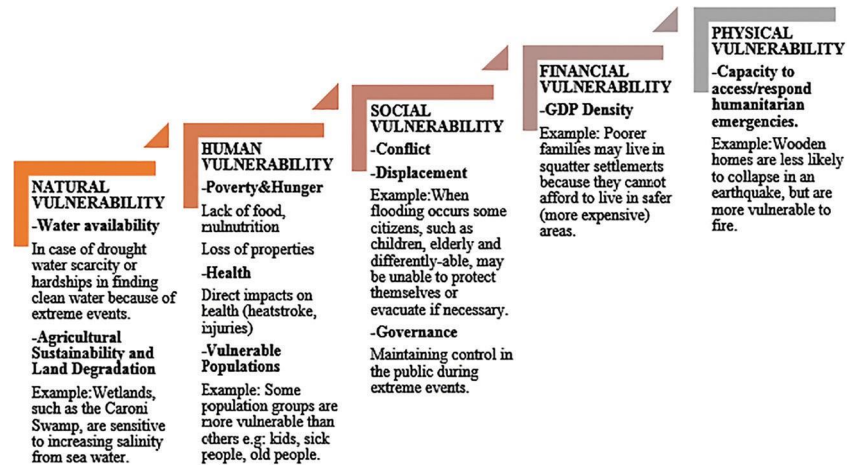 NATURAL
VULNERABILITY
-Water availability
In case of drought
water scarcity or
hardships in finding
clean water because of
extreme events.
-Agricultural
Sustainability and
Land Degradation
Example:Wetlands,
such as the Caroni
Swamp, are sensitive
to increasing salinity
from sea water.
HUMAN
VULNERABILITY
-Poverty&Hunger
Lack of food,
malnutrition
Loss of properties
-Health
Direct impacts on
health (heatstroke,
injuries)
-Vulnerable
Populations
Example: Some
population groups are
more vulnerable than
others e.g: kids, sick
people, old people.
SOCIAL
VULNERABILITY
-Conflict
-Displacement
Example:When
flooding occurs some
citizens, such as
children, elderly and
differently-able, may
be unable to protect
themselves or
evacuate if necessary.
-Governance
Maintaining control in
the public during
extreme events.
FINANCIAL
VULNERABILITY
-GDP Density
Example: Poorer
families may live in
squatter settlements
because they cannot
afford to live in safer
(more expensive)
areas.
PHYSICAL
VULNERABILITY
-Capacity to
access/respond
humanitarian
emergencies.
Example:Wooden
homes are less likely
to collapse in an
earthquake, but are
more vulnerable to
fire.